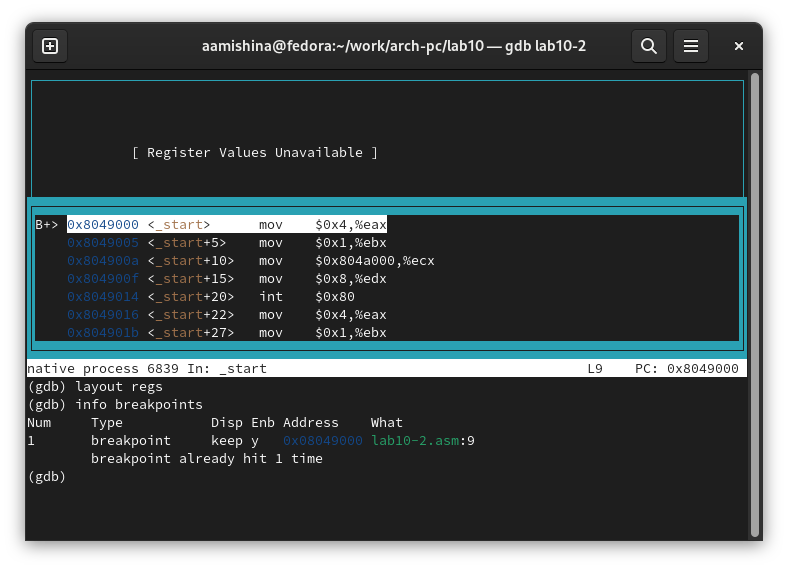 aamishina@fedora:~/work/arch-pc/lab10 — gdb lab10-2
[ Register Values Unavailable ]
B+> 0x8049000 <_start>      mov    $0x4,%eax
0x8049005 <_start+5>    mov    $0x1,%ebx
0x804900a <_start+10>   mov    $0x804a000,%ecx
0x804900f <_start+15>   mov    $0x8,%edx
0x8049014 <_start+20>   int    $0x80
0x8049016 <_start+22>   mov    $0x4,%eax
0x804901b <_start+27>   mov    $0x1,%ebx
native process 6839 In: _start                                        L9    PC: 0x8049000
(gdb) layout regs
(gdb) info breakpoints
Num     Type           Disp Enb Address    What
1       breakpoint     keep y   0x08049000 lab10-2.asm:9
breakpoint already hit 1 time
(gdb)